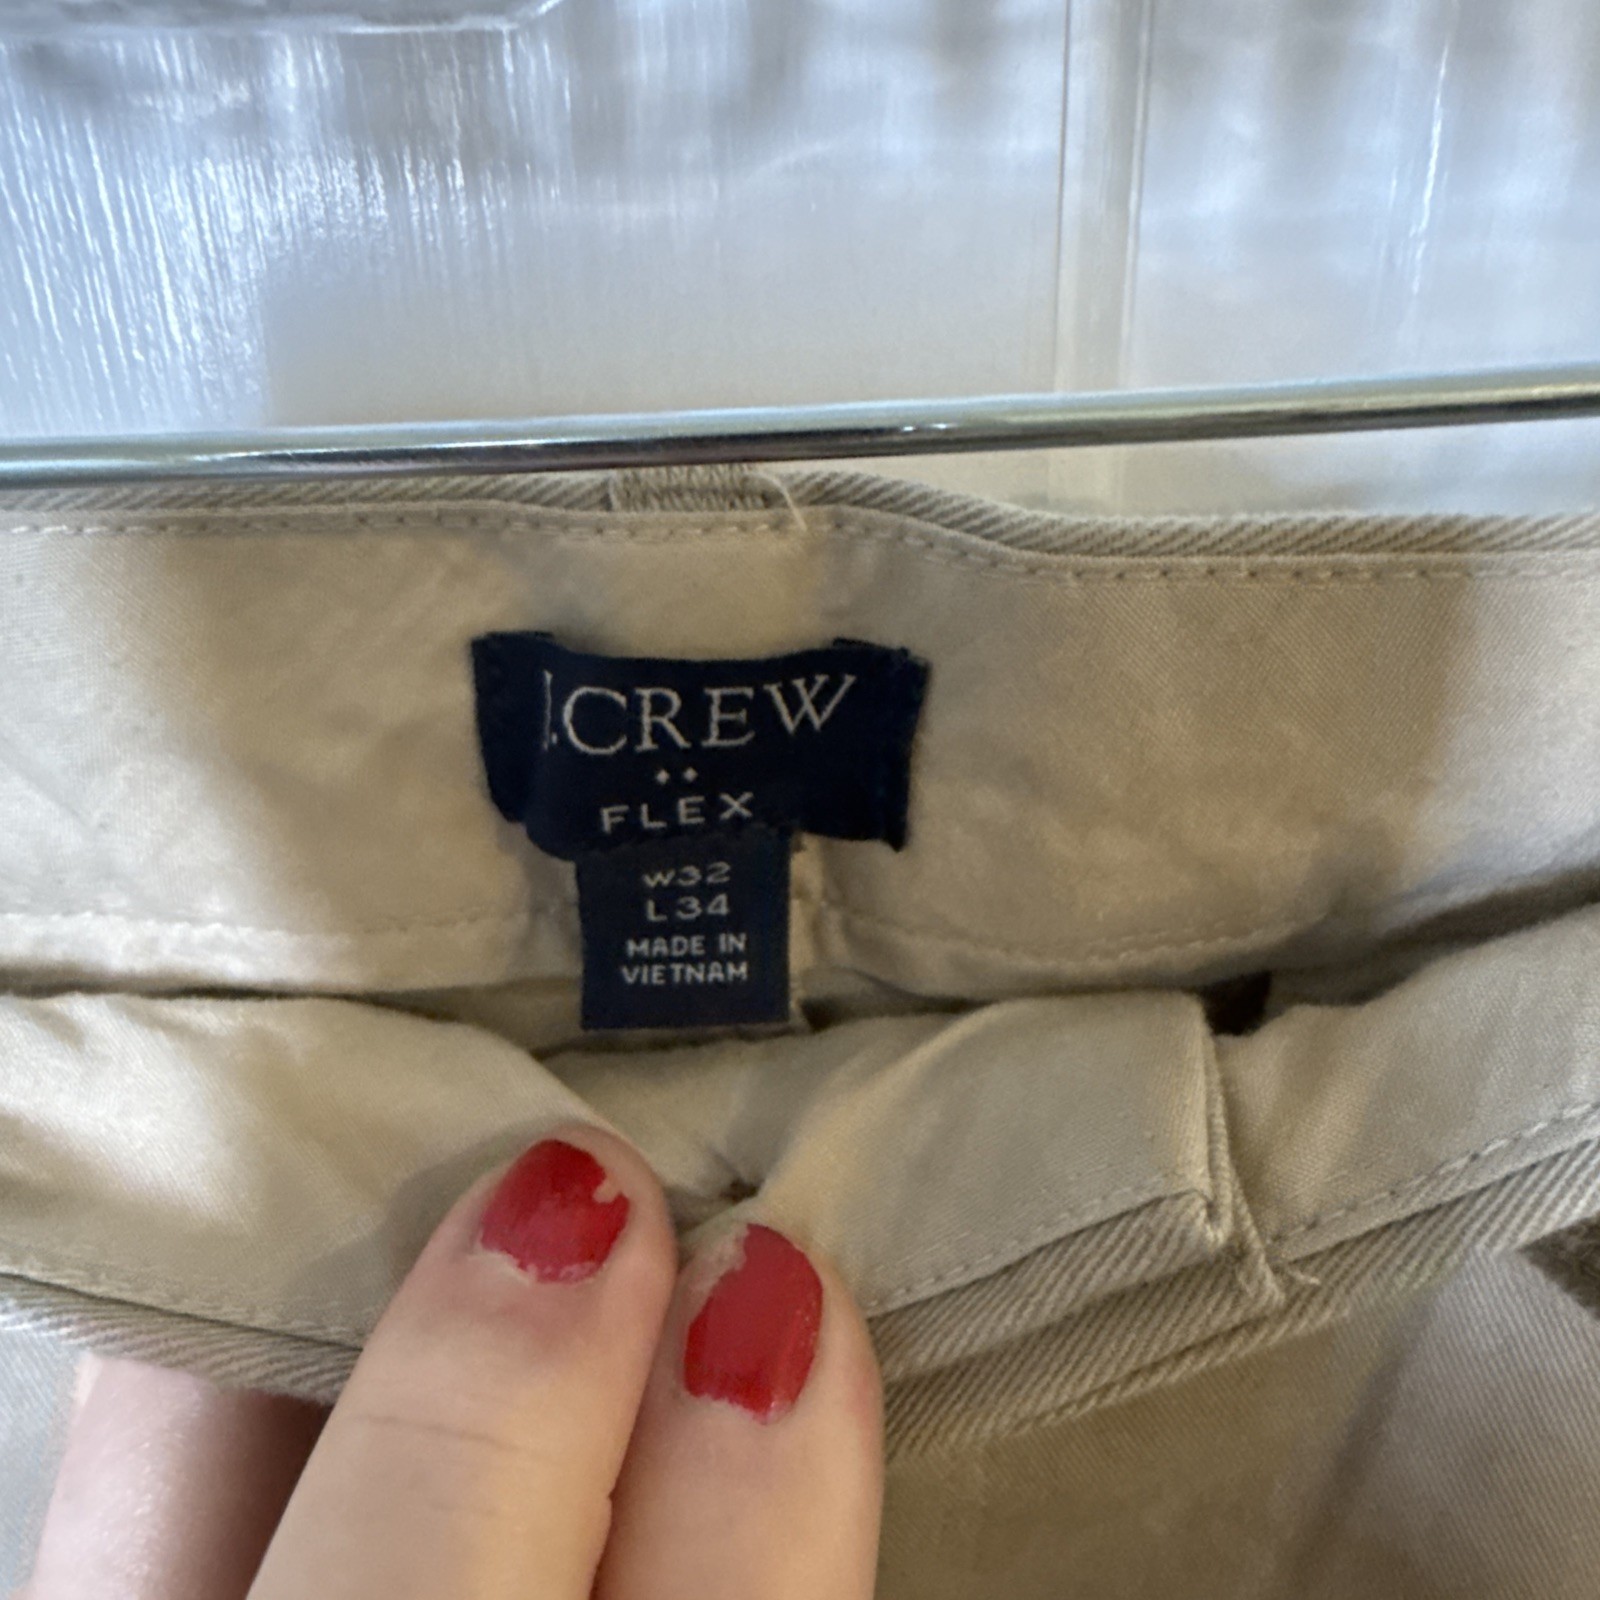 J.CREW
FLEX
W32
L34
MADE IN
VIETNAM